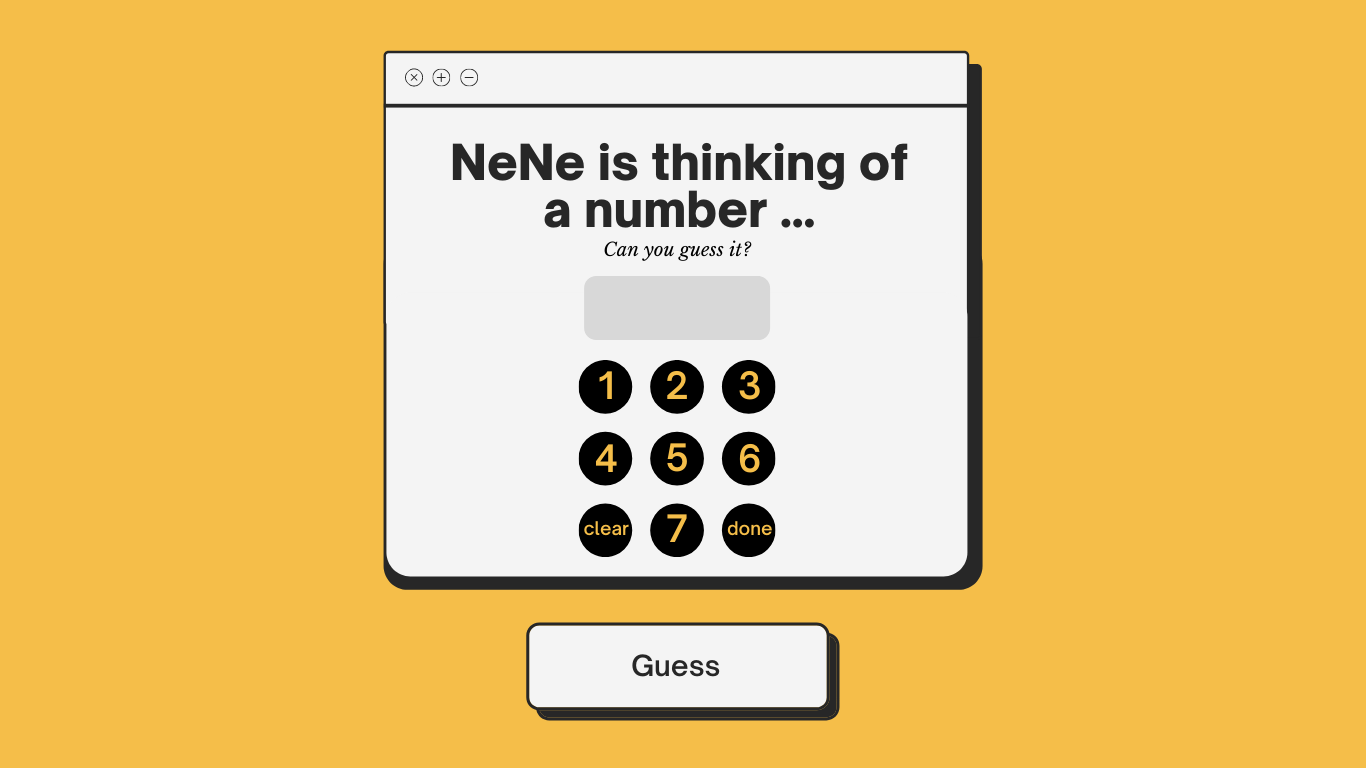 NeNe is thinking of
a number ...
Can you guess it?
1 2 3
4 5 6
clear 7 done
Guess